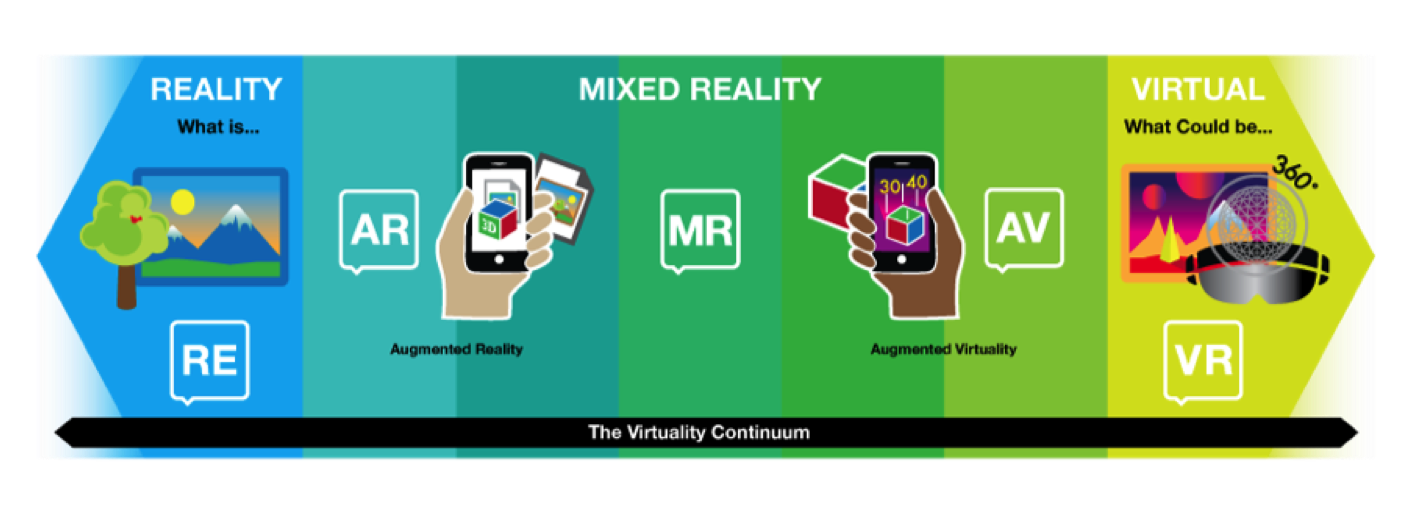 REALITY
What is...
MIXED REALITY
VIRTUAL
What Could be...
AR
3D
MR
30 40
AV
360°
RE
Augmented Reality
Augmented Virtuality
VR
The Virtuality Continuum